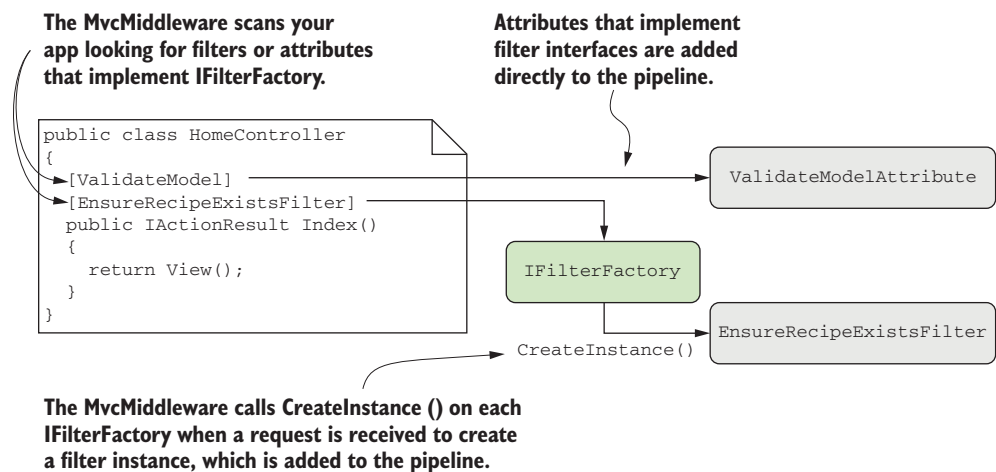 The MvcMiddleware scans your
app looking for filters or attributes
that implement IFilterFactory.
Attributes that implement
filter interfaces are added
directly to the pipeline.
public class HomeController
{
[ValidateModel]
[EnsureRecipeExistsFilter]
public IActionResult Index()
{
return View();
}
}
ValidateModelAttribute
IFilterFactory
EnsureRecipeExistsFilter
CreateInstance()
The MvcMiddleware calls CreateInstance () on each
IFilterFactory when a request is received to create
a filter instance, which is added to the pipeline.